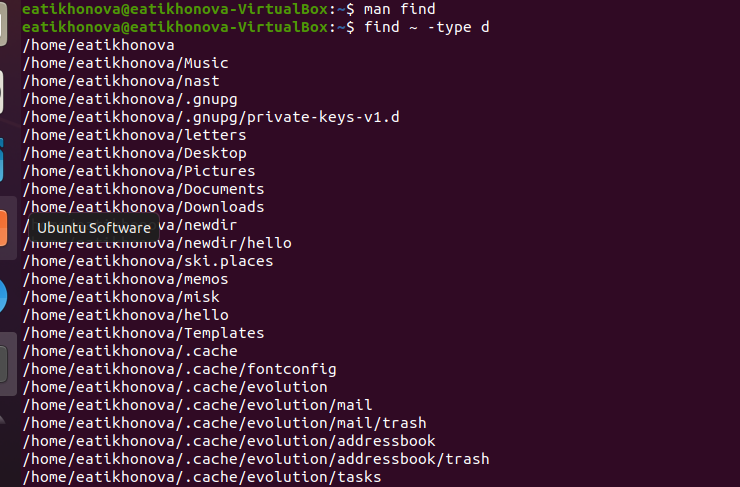 eatikhonova@eatikhonova-VirtualBox:~$ man find
eatikhonova@eatikhonova-VirtualBox:~$ find ~ -type d
/home/eatikhonova
/home/eatikhonova/Music
/home/eatikhonova/nast
/home/eatikhonova/.gnupg
/home/eatikhonova/.gnupg/private-keys-v1.d
/home/eatikhonova/letters
/home/eatikhonova/Desktop
/home/eatikhonova/Pictures
/home/eatikhonova/Documents
/home/eatikhonova/Downloads
/home/eatikhonova/newdir
Ubuntu Software
/home/eatikhonova/newdir/hello
/home/eatikhonova/ski.places
/home/eatikhonova/memos
/home/eatikhonova/misk
/home/eatikhonova/hello
/home/eatikhonova/Templates
/home/eatikhonova/.cache
/home/eatikhonova/.cache/fontconfig
/home/eatikhonova/.cache/evolution
/home/eatikhonova/.cache/evolution/mail
/home/eatikhonova/.cache/evolution/mail/trash
/home/eatikhonova/.cache/evolution/addressbook
/home/eatikhonova/.cache/evolution/addressbook/trash
/home/eatikhonova/.cache/evolution/tasks